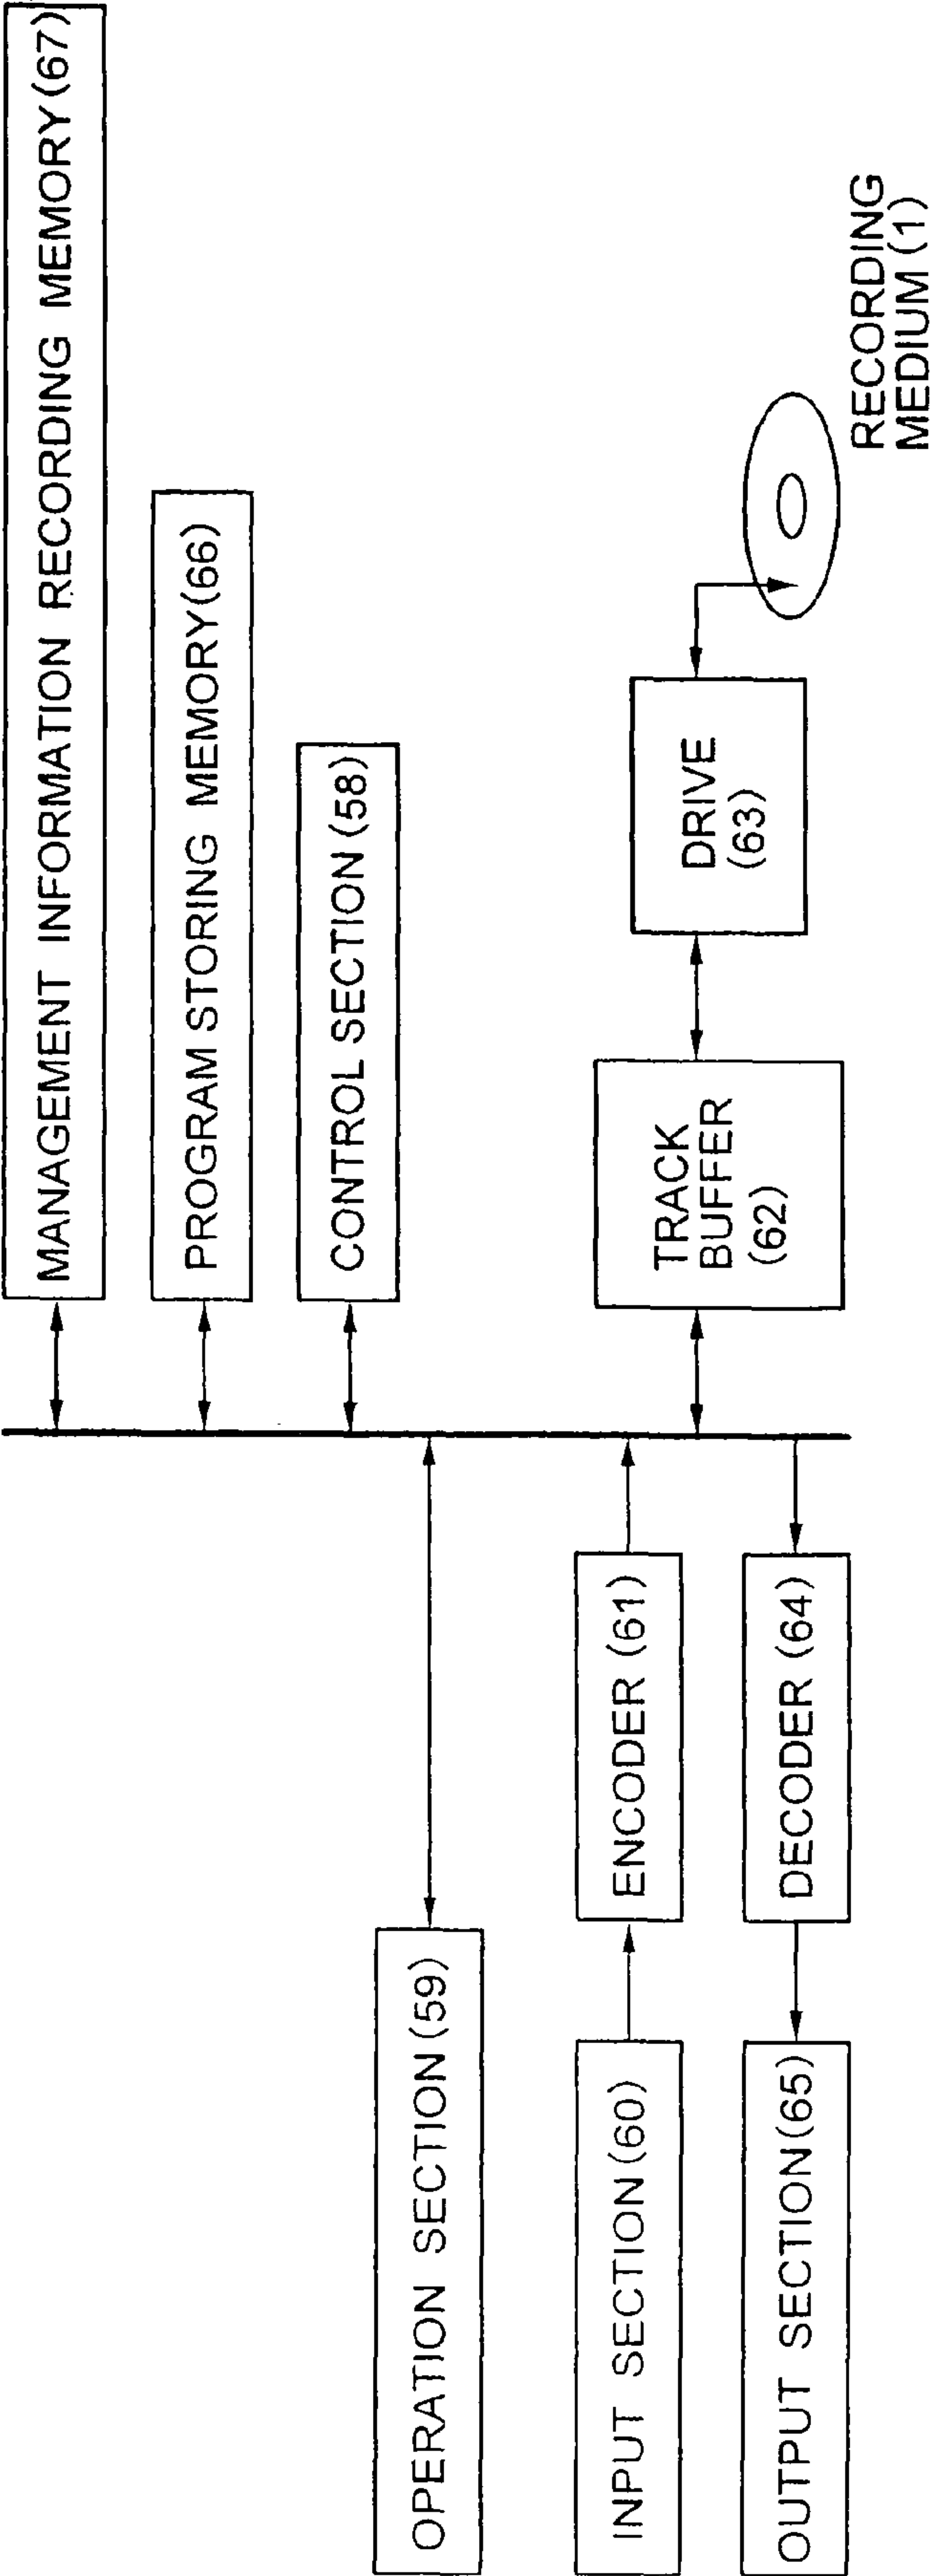 MANAGEMENT INFORMATION RECORDING MEMORY(67)
PROGRAM STORING MEMORY(66)
CONTROL SECTION (58)
OPERATION SECTION(59)
INPUT SECTION(60)
ENCODER (61)
TRACK
BUFFER
(62)
DRIVE
(63)
OUTPUT SECTION(65)
DECODER (64)
RECORDING
MEDIUM (1)